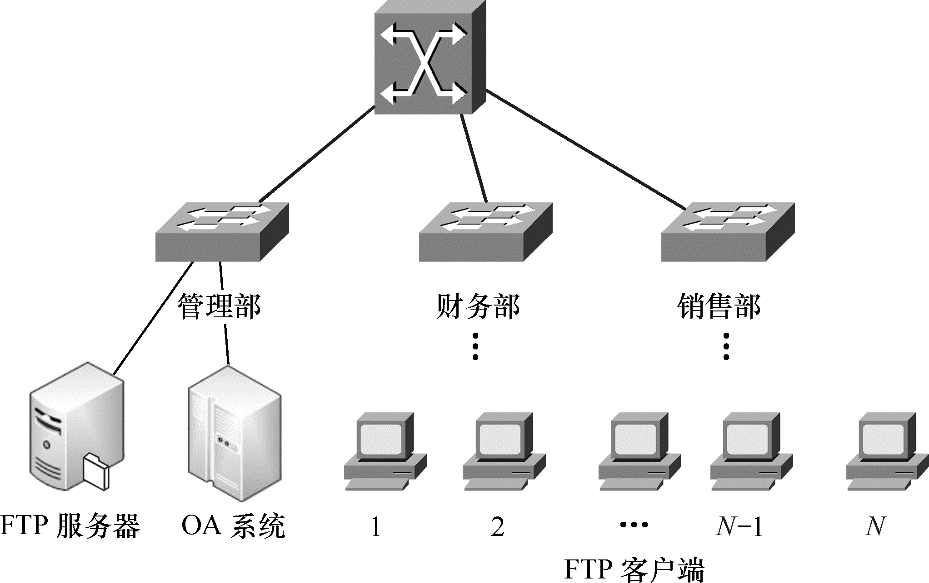 管理部 财务部 销售部
⋮ ⋮
FTP 服务器 OA 系统 1 2 … N-1 N
FTP 客户端